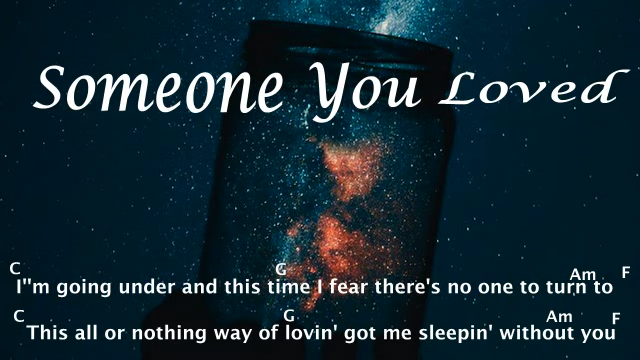 Someone You Loved
C G Am F
I"m going under and this time I fear there's no one to turn to
C G Am F
This all or nothing way of lovin' got me sleepin' without you